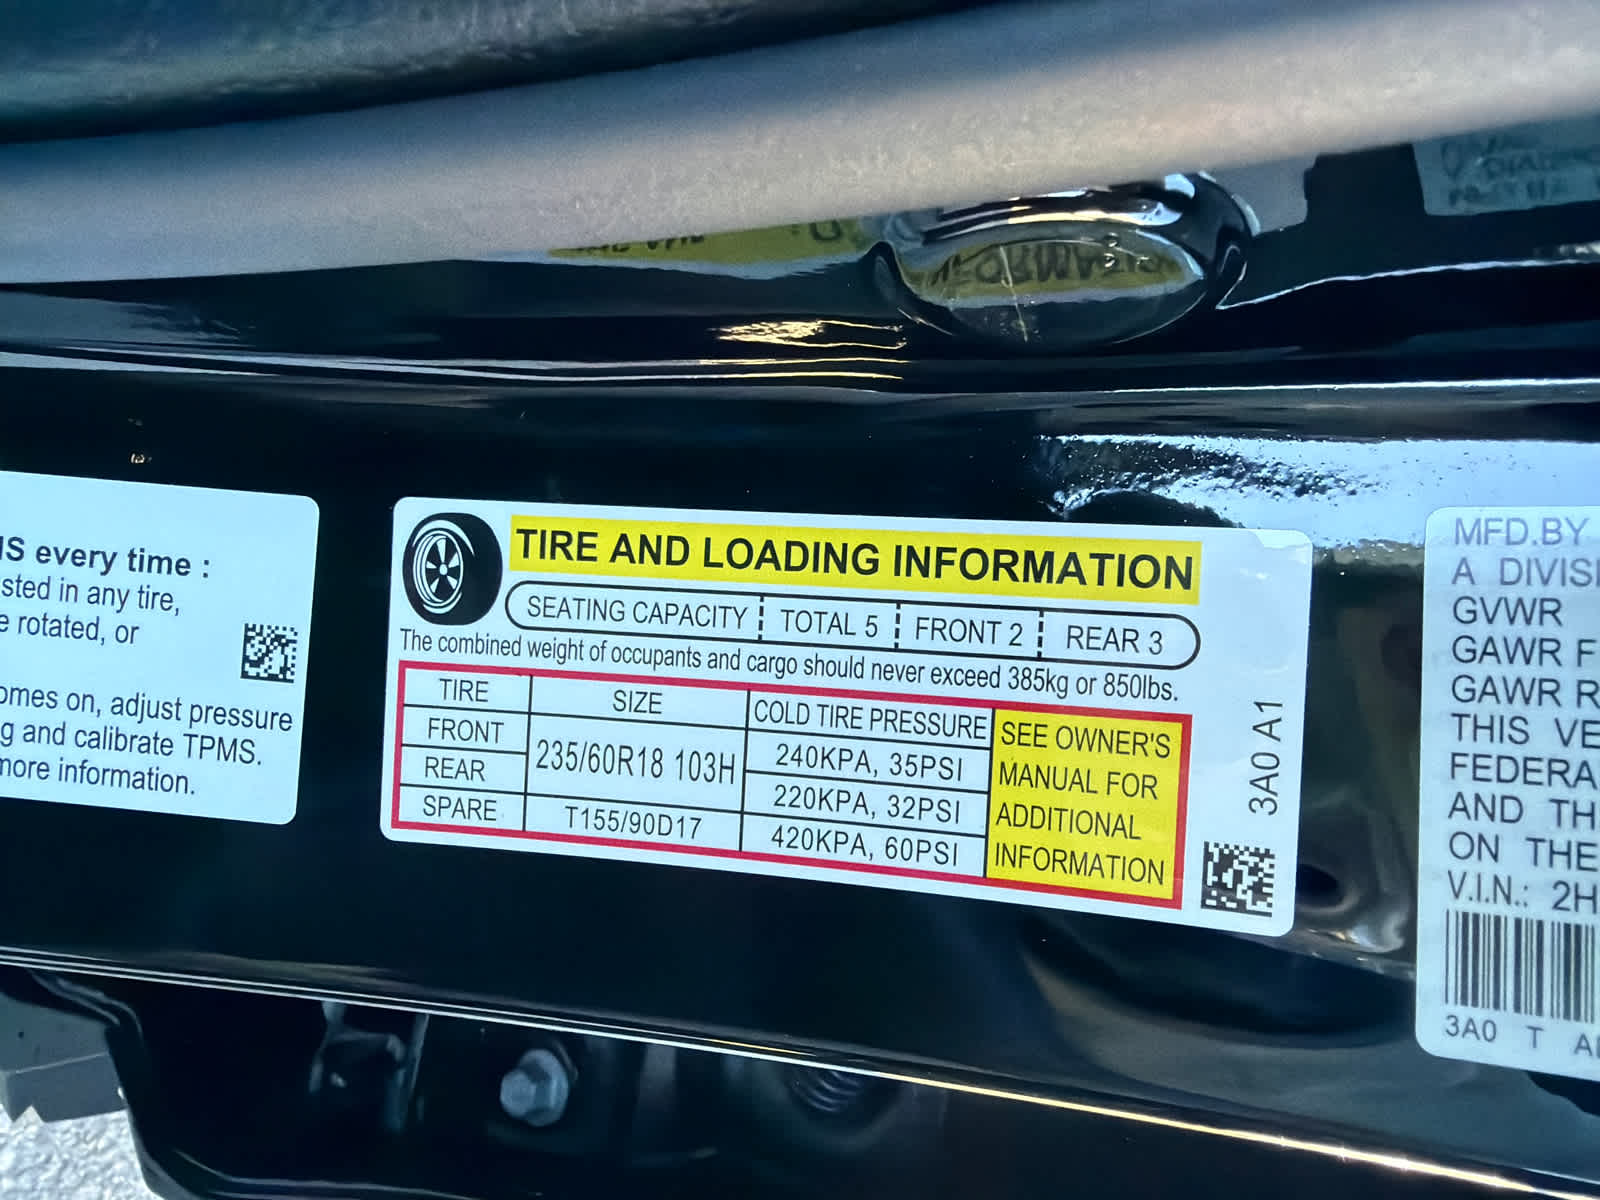 S every time :
sted in any tire,
e rotated, or
omes on, adjust pressure
g and calibrate TPMS.
more information.
TIRE AND LOADING INFORMATION
SEATING CAPACITY TOTAL 5 FRONT 2 REAR 3
The combined weight of occupants and cargo should never exceed 385kg or 850lbs.
TIRE SIZE COLD TIRE PRESSURE
FRONT 235/60R18 103H 240KPA, 35PSI
REAR 220KPA, 32PSI
SPARE T155/90D17 420KPA, 60PSI
SEE OWNER'S
MANUAL FOR
ADDITIONAL
INFORMATION
3A0 A1
MFD.BY
A DIVISI
GVWR
GAWR F
GAWR R
THIS VE
FEDERA
AND TH
ON THE
V.I.N.: 2H
3A0 T A